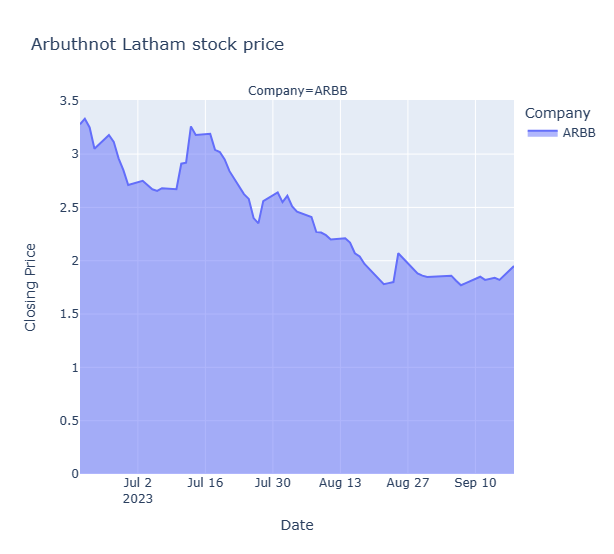 Arbuthnot Latham stock price
Company=ARBB
Company
ARBB
3.5
3
2.5
2
1.5
1
0.5
0
Closing Price
Jul 2
2023
Jul 16
Jul 30
Aug 13
Aug 27
Sep 10
Date